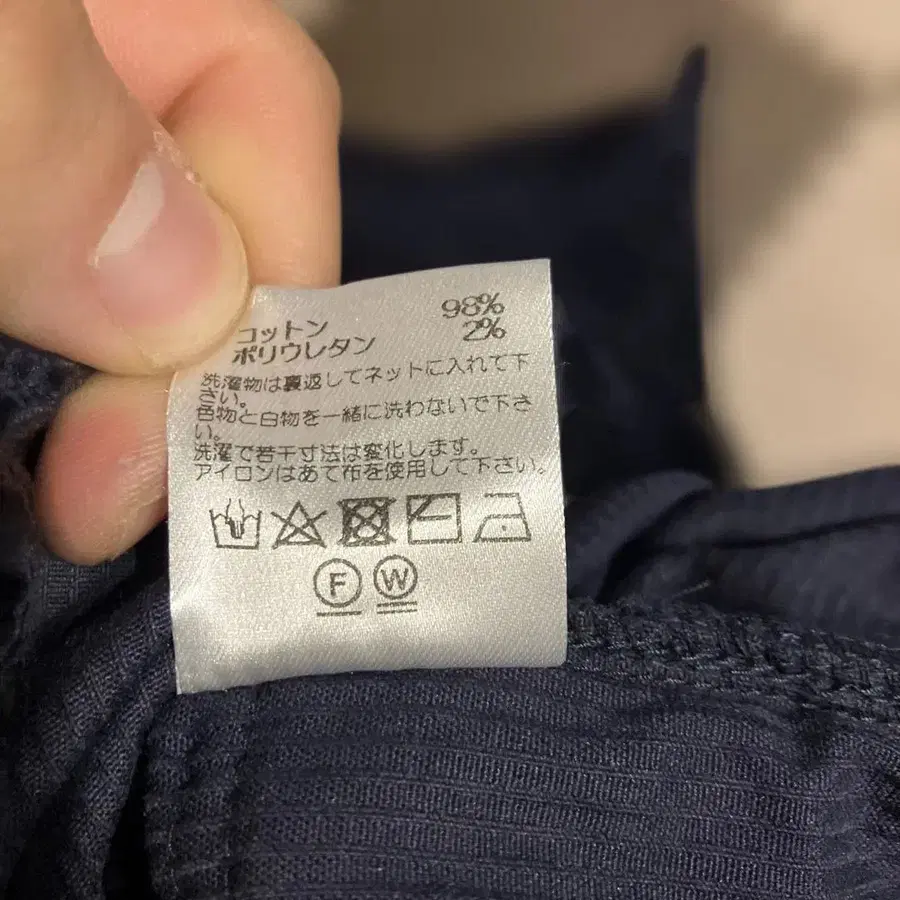 コットン 98%
ポリウレタン 2%
洗濯物は裏返してネットに入れて下
さい。
色物と白物を一緒に洗わないで下さ
い。
洗濯で若干寸法は変化します。
アイロンはあて布を使用して下さい。
F W